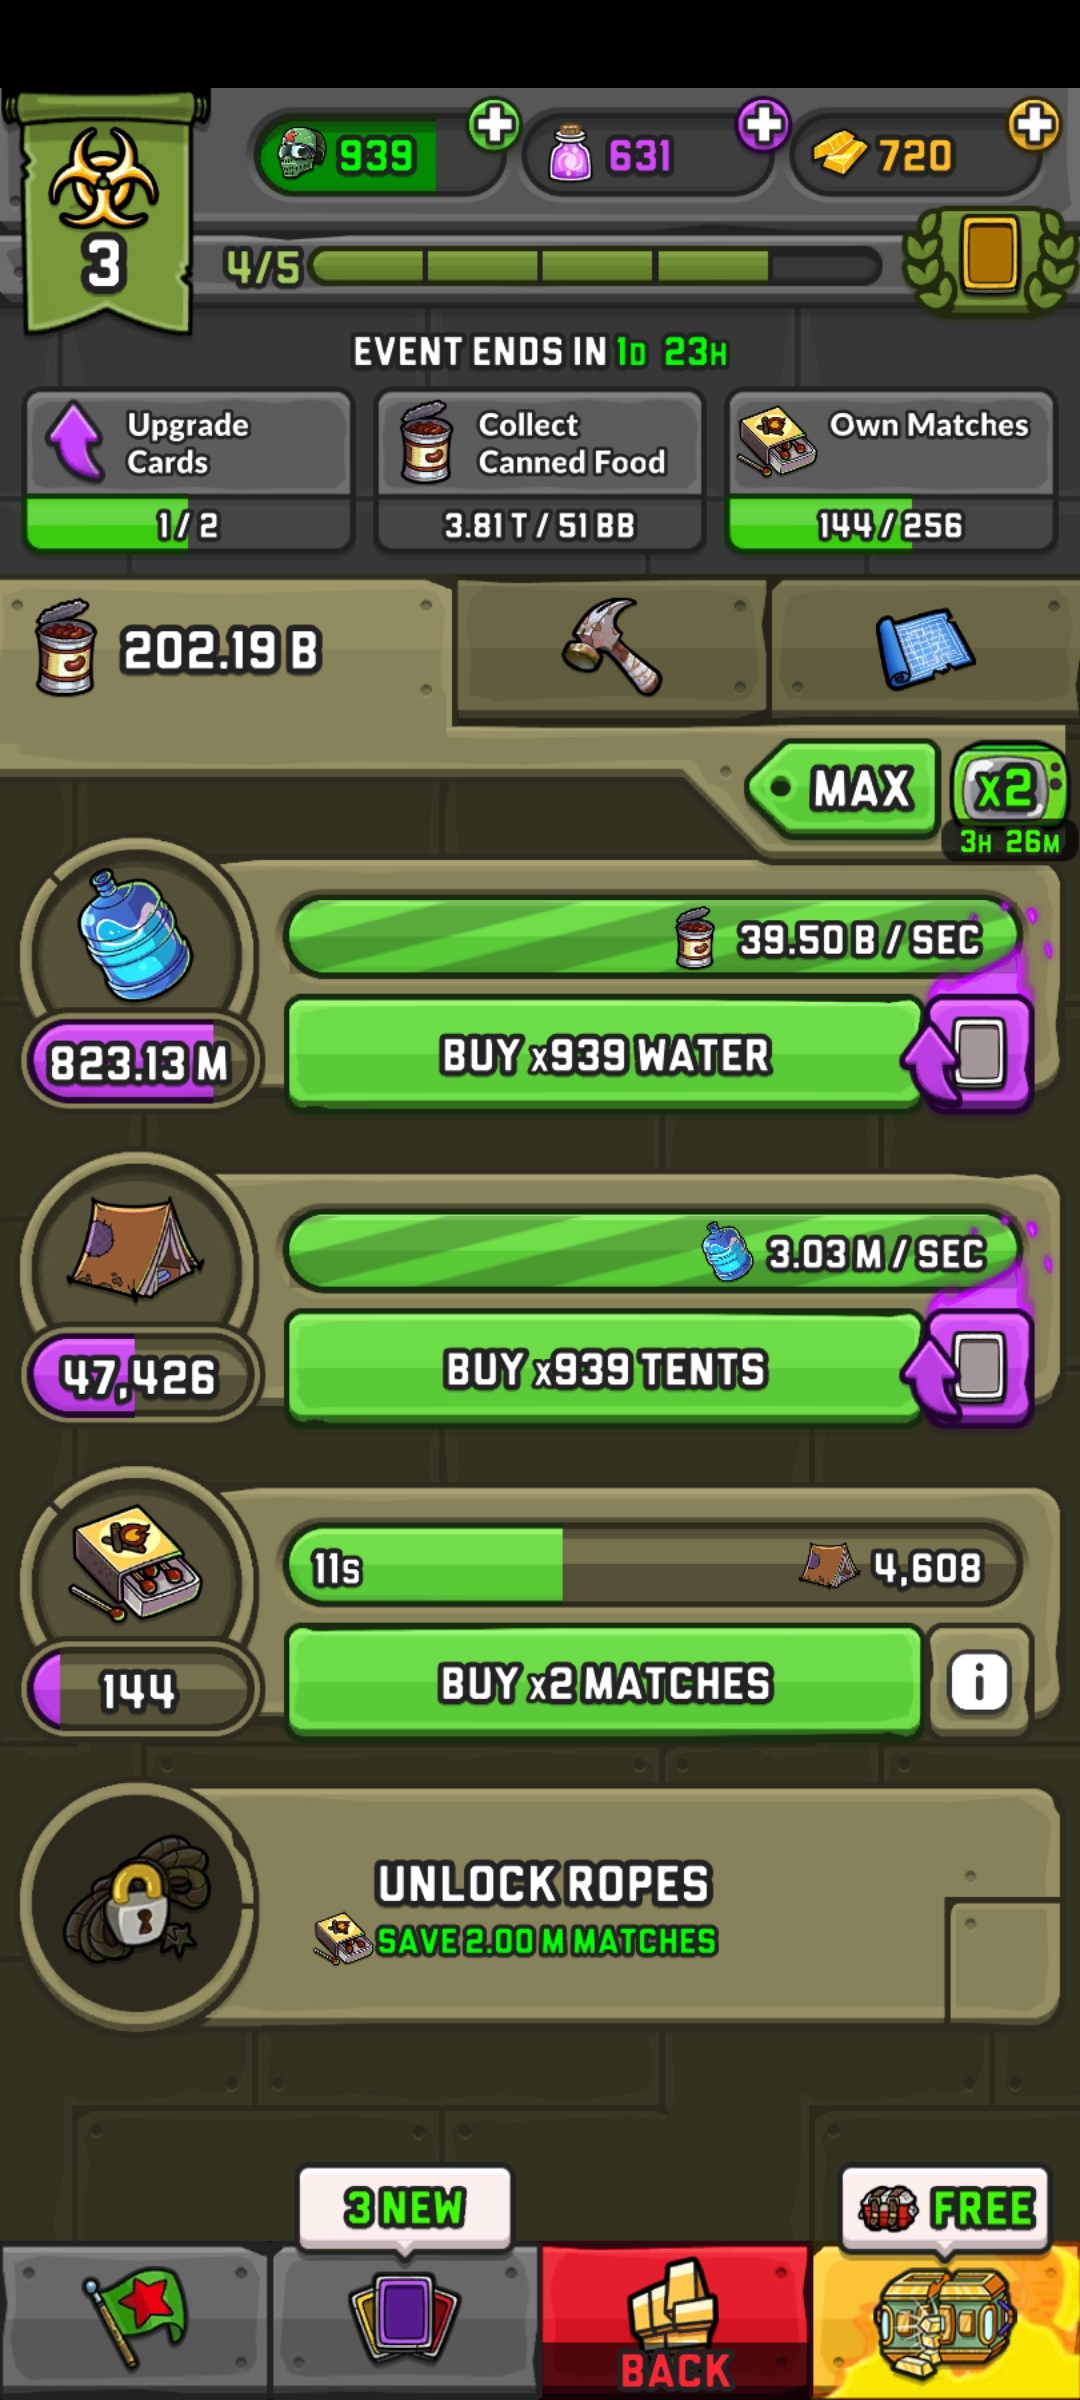 939
631
720
3
4/5
EVENT ENDS IN 1D 23H
Upgrade
Cards
1/2
Collect
Canned Food
3.81 T / 51 BB
Own Matches
144/256
202.19 B
MAX
x2
3H 26M
39.50 B / SEC
823.13 M
BUY x939 WATER
3.03 M / SEC
47,426
BUY x939 TENTS
11s
4,608
144
BUY x2 MATCHES
i
UNLOCK ROPES
SAVE 2.00 M MATCHES
3 NEW
FREE
BACK